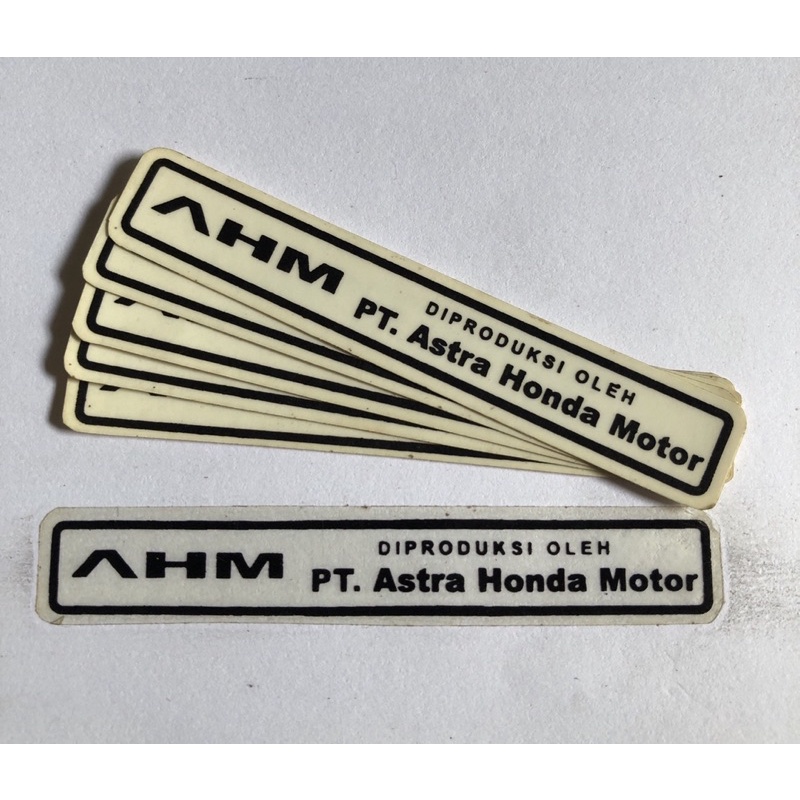 AHM
DIPRODUKSI OLEH
PT. Astra Honda Motor
AHM
DIPRODUKSI OLEH
PT. Astra Honda Motor